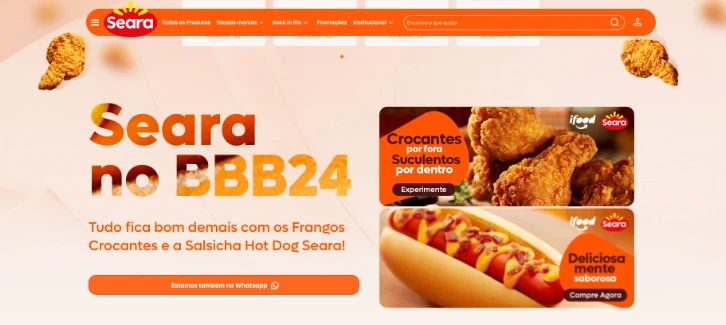 Seara
Todos os Produtos Nossas marcas Rock in Rio Promoções Institucional Encontre o que quiser
Seara
no BBB24
Tudo fica bom demais com os Frangos
Crocantes e a Salsicha Hot Dog Seara!
Estamos também no Whatsapp
ifood Seara
Crocantes
por fora
Suculentos
por dentro
Experimente
ifood Seara
Deliciosa
mente
saborosa
Compre Agora